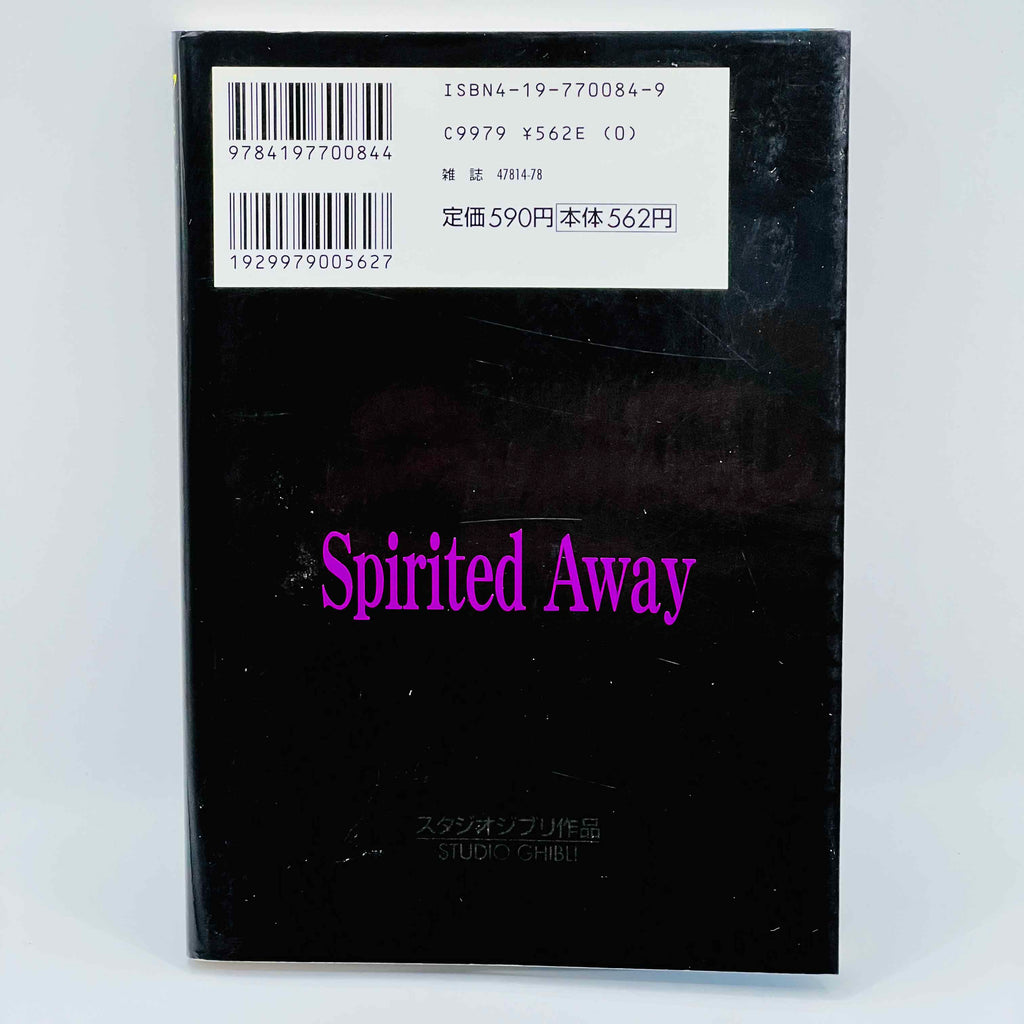 ISBN4-19-770084-9
9784197700844
C9979 ¥562E (0)
雑 誌 47814-78
1929979005627
定価590円 本体562円
Spirited Away
スタジオジブリ作品
STUDIO GHIBLI